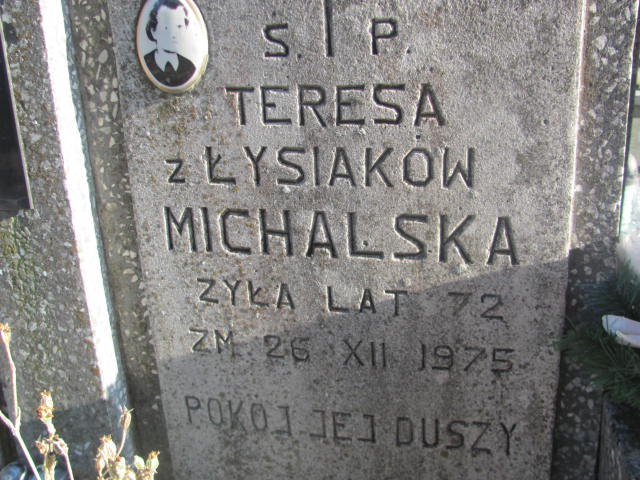 Ś. P.
TERESA
z ŁYSIAKÓW
MICHALSKA
ŻYŁA LAT 72
ZM 26 XII 1975
POKÓJ JEJ DUSZY